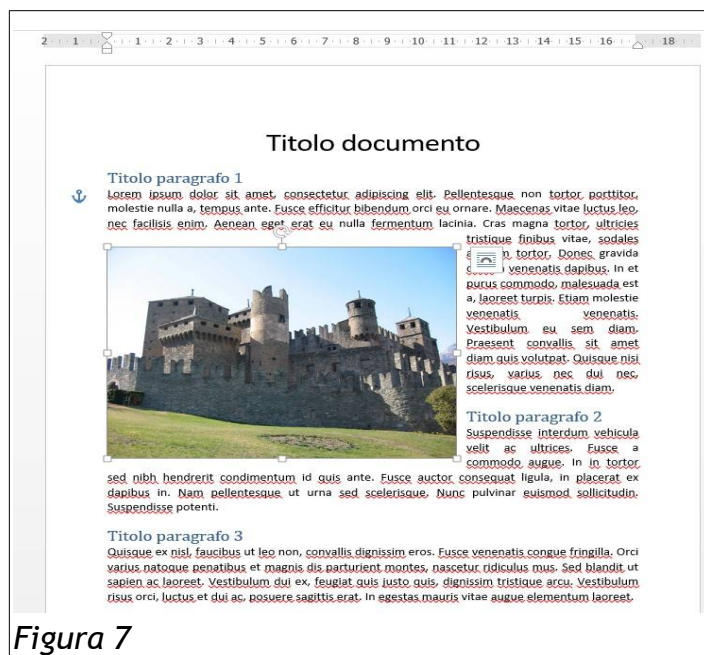 2 1 1 2 3 4 5 6 7 8 9 10 11 12 13 14 15 16 18
Titolo documento
Titolo paragrafo 1
Lorem ipsum dolor sit amet, consectetur adipiscing elit. Pellentesque non tortor porttitor,
molestie nulla a, tempus ante. Fusce efficitur bibendum orci eu ornare. Maecenas vitae luctus leo,
nec facilisis enim. Aenean eget erat eu nulla fermentum lacinia. Cras magna tortor, ultricies
tristique finibus vitae, sodales
tortor. Donec gravida
venenatis dapibus. In et
purus commodo, malesuada est
a, laoreet turpis. Etiam molestie
venenatis venenatis.
Vestibulum eu sem diam.
Praesent convallis sit amet
diam quis volutpat. Quisque nisi
risus, varius nec dui nec,
scelerisque venenatis diam.
Titolo paragrafo 2
Suspendisse interdum vehicula
velit ac ultrices. Fusce a
commodo augue. In in tortor
sed nibh hendrerit condimentum id quis ante. Fusce auctor consequat ligula, in placerat ex
dapibus in. Nam pellentesque ut urna sed scelerisque. Nunc pulvinar euismod sollicitudin.
Suspendisse potenti.
Titolo paragrafo 3
Quisque ex nisl, faucibus ut leo non, convallis dignissim eros. Fusce venenatis congue fringilla. Orci
varius natoque penatibus et magnis dis parturient montes, nascetur ridiculus mus. Sed blandit ut
sapien ac laoreet. Vestibulum dui ex, feugiat quis justo quis, dignissim tristique arcu. Vestibulum
risus orci, luctus et dui ac, posuere sagittis erat. In egestas mauris vitae augue elementum laoreet.
Figura 7